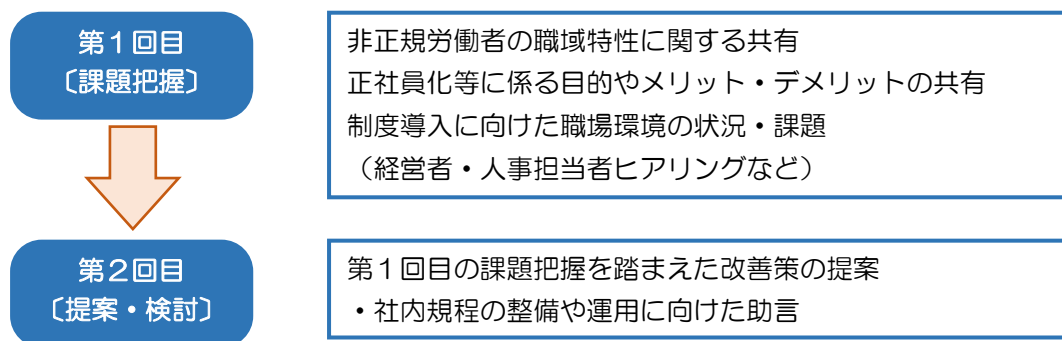 第１回目
〔課題把握〕
非正規労働者の職域特性に関する共有
正社員化等に係る目的やメリット・デメリットの共有
制度導入に向けた職場環境の状況・課題
（経営者・人事担当者ヒアリングなど）
第２回目
〔提案・検討〕
第１回目の課題把握を踏まえた改善策の提案
・社内規程の整備や運用に向けた助言